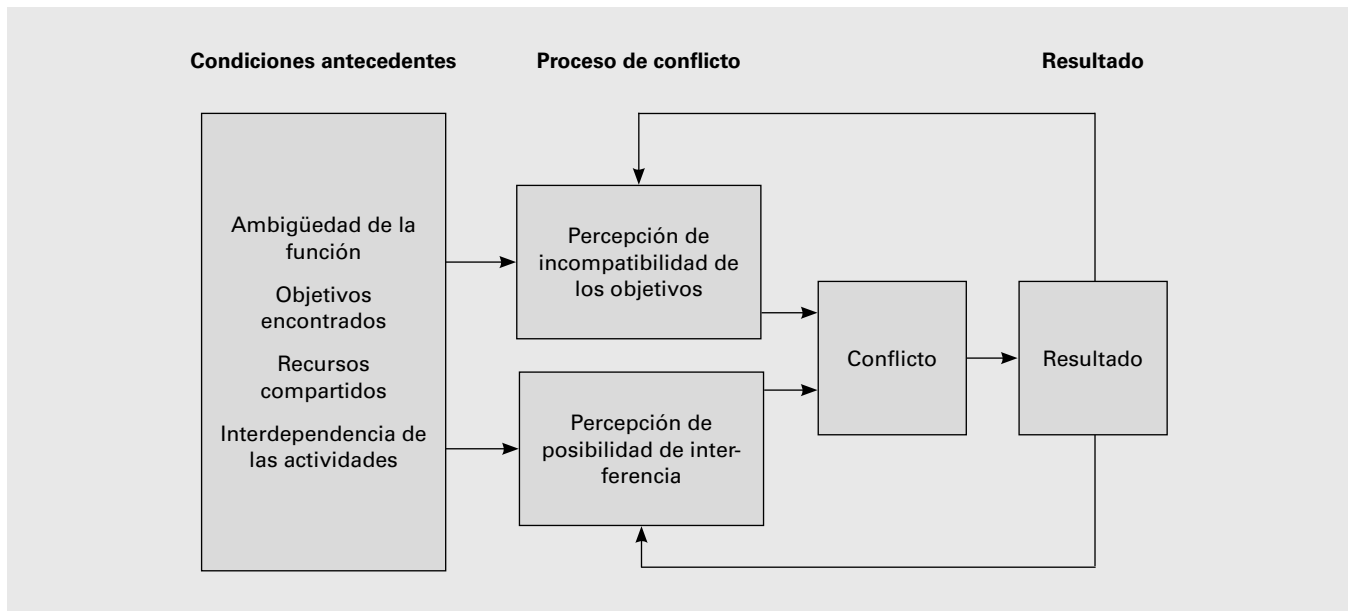 Condiciones antecedentes
Proceso de conflicto
Resultado
Ambigüedad de la
función
Objetivos
encontrados
Recursos
compartidos
Interdependencia de
las actividades
Percepción de
incompatibilidad de
los objetivos
Percepción de
posibilidad de inter-
ferencia
Conflicto
Resultado